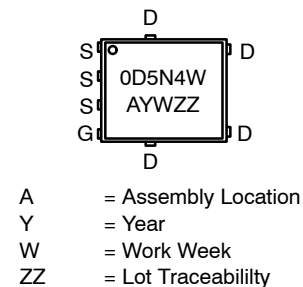 D
S D
S 0D5N4W
S AYWZZ
G D
D
A = Assembly Location
Y = Year
W = Work Week
ZZ = Lot Traceabililty